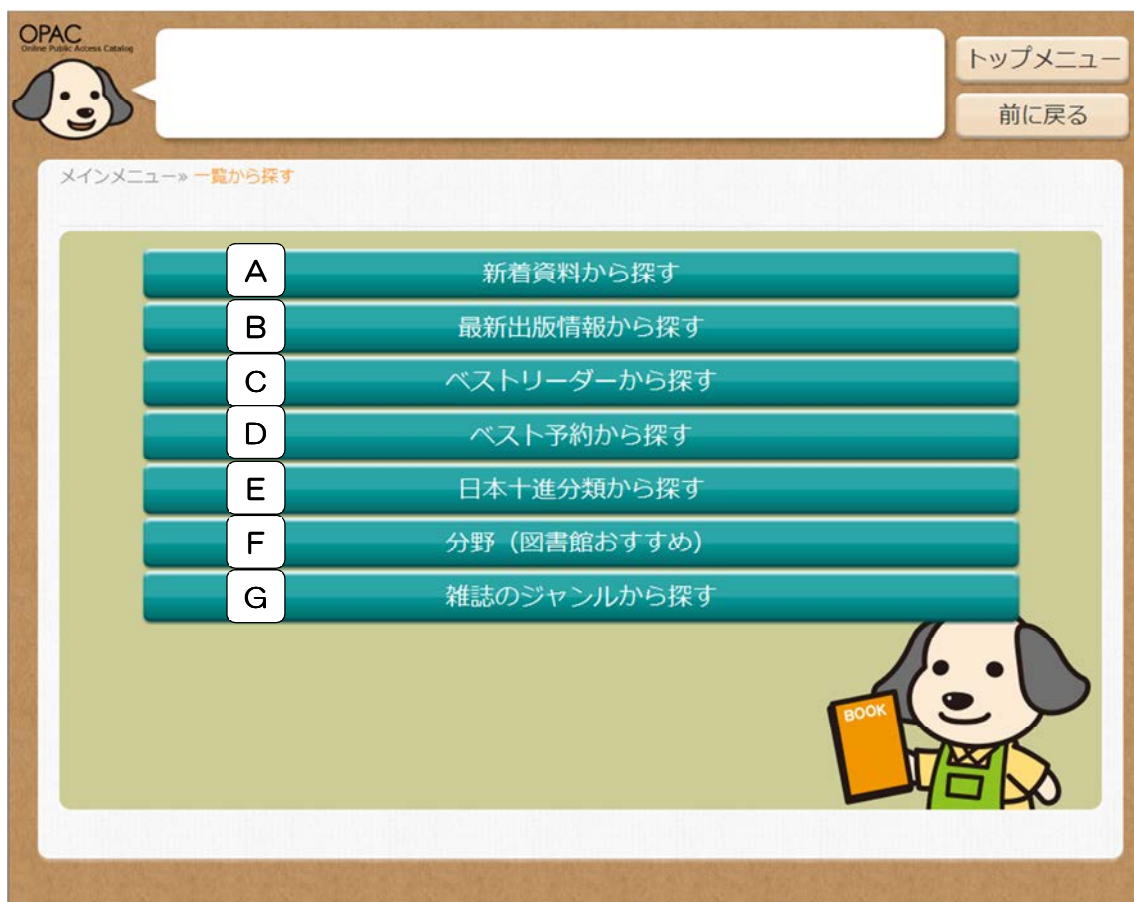 OPAC
Online Public Access Catalog
トップメニュー
前に戻る
メインメニュー» 一覧から探す
A 新着資料から探す
B 最新出版情報から探す
C ベストリーダーから探す
D ベスト予約から探す
E 日本十進分類から探す
F 分野（図書館おすすめ）
G 雑誌のジャンルから探す
BOOK